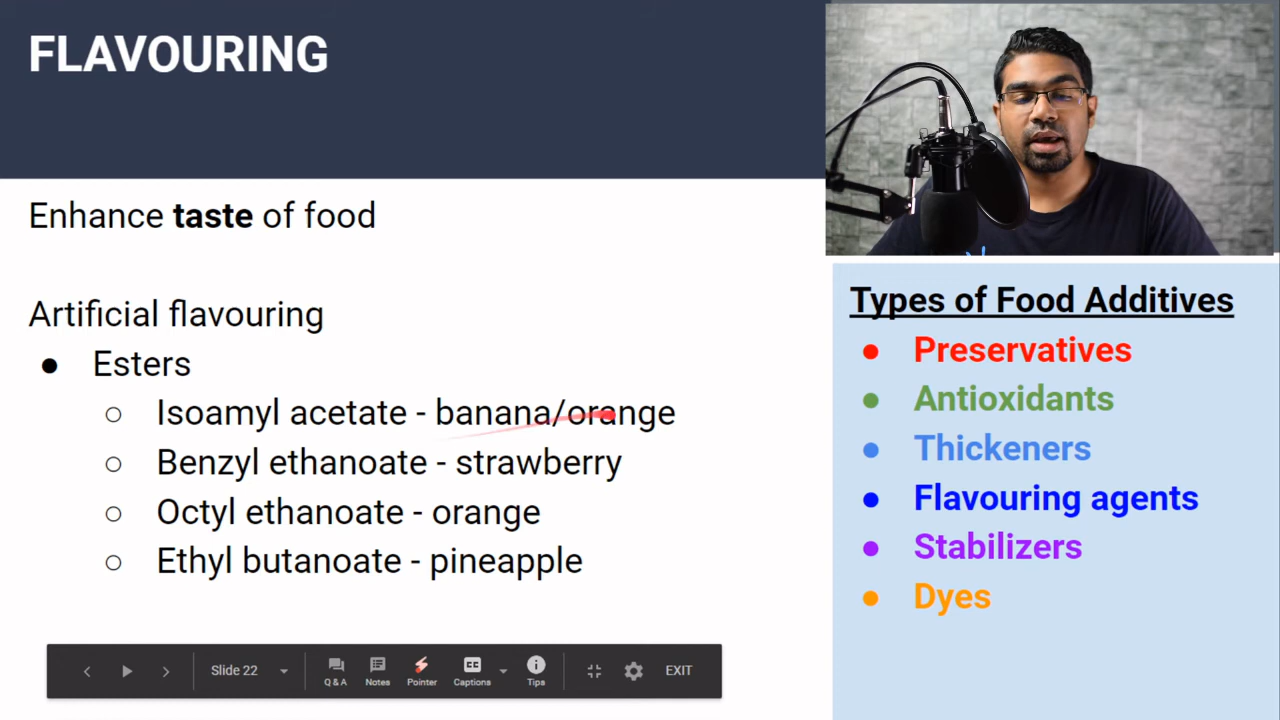 FLAVOURING
Enhance taste of food
Artificial flavouring
● Esters
○ Isoamyl acetate - banana/orange
○ Benzyl ethanoate - strawberry
○ Octyl ethanoate - orange
○ Ethyl butanoate - pineapple
Types of Food Additives
● Preservatives
● Antioxidants
● Thickeners
● Flavouring agents
● Stabilizers
● Dyes
Slide 22
Q & A
Notes
Pointer
CC
Captions
Tips
EXIT